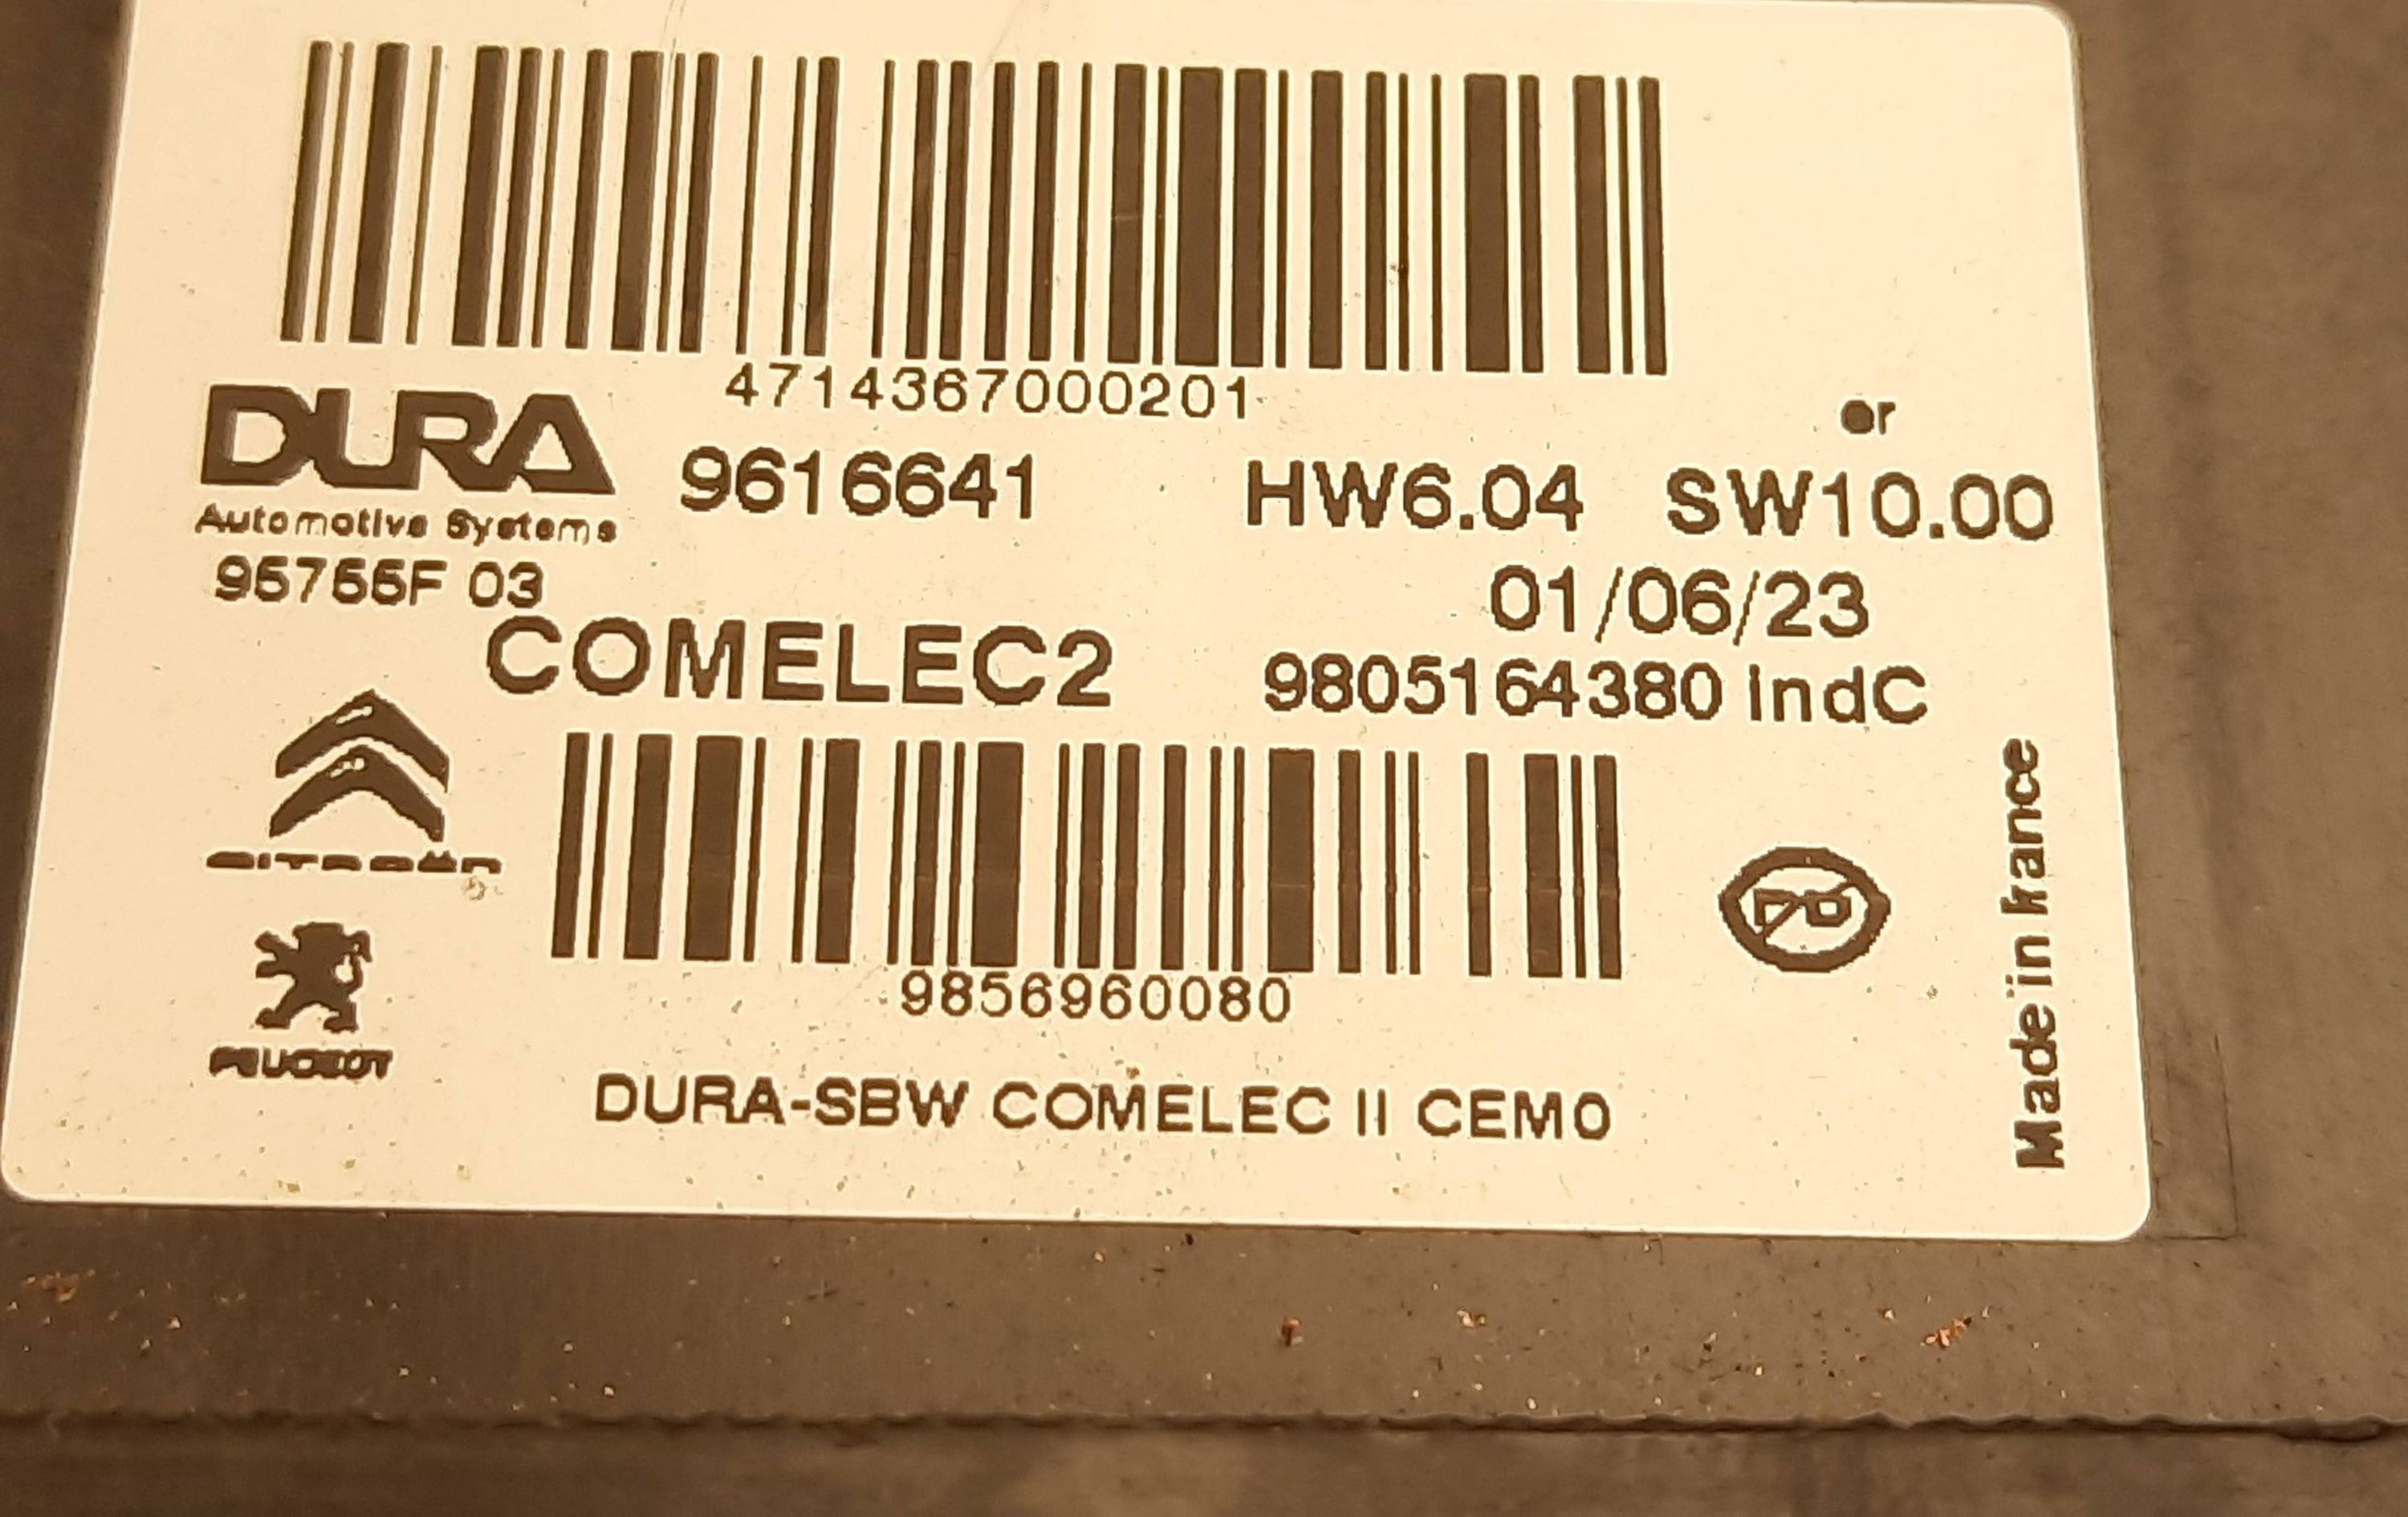 4714367000201
DURA
Automotive Systems
9616641
or
HW6.04 SW10.00
95755F 03
01/06/23
COMELEC2
9805164380 IndC
CITROËN
9856960080
PEUGEOT
DURA-SBW COMELEC II CEM0
Made in France